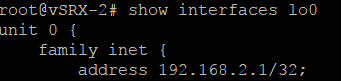 root@vSRX-2# show interfaces lo0
unit 0 {
    family inet {
        address 192.168.2.1/32;